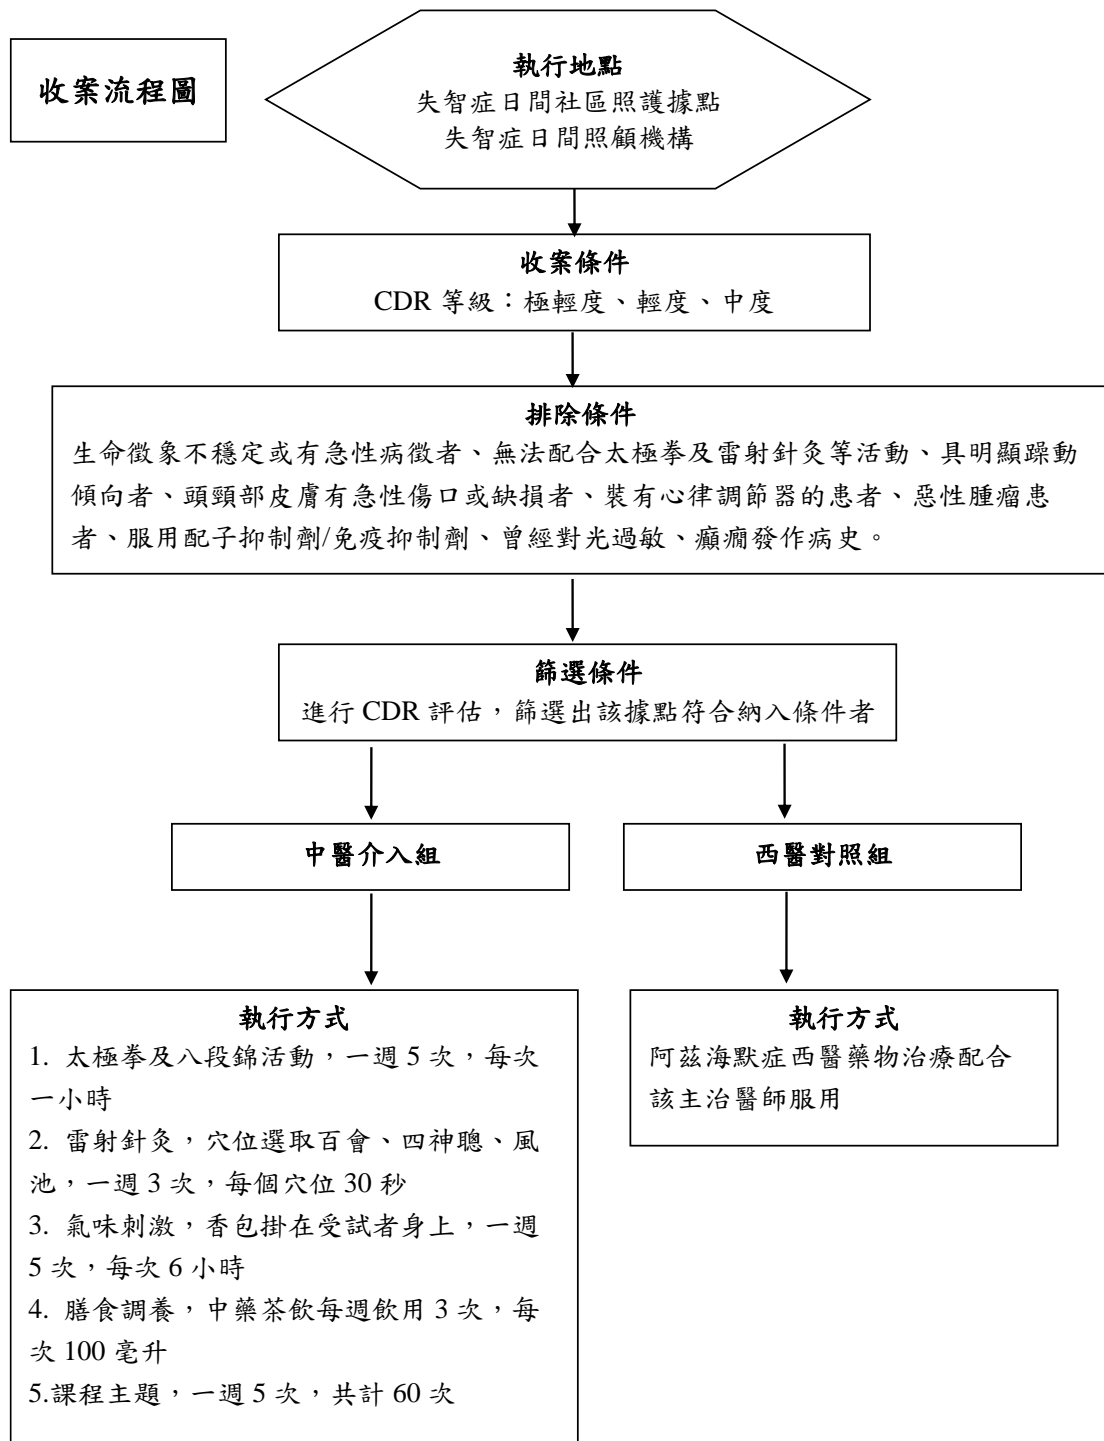 收案流程圖
執行地點
失智症日間社區照護據點
失智症日間照顧機構
收案條件
CDR 等級：極輕度、輕度、中度
排除條件
生命徵象不穩定或有急性病徵者、無法配合太極拳及雷射針灸等活動、具明顯躁動
傾向者、頭頸部皮膚有急性傷口或缺損者、裝有心律調節器的患者、惡性腫瘤患
者、服用配子抑制劑/免疫抑制劑、曾經對光過敏、癲癇發作病史。
篩選條件
進行 CDR 評估，篩選出該據點符合納入條件者
中醫介入組
西醫對照組
執行方式
1. 太極拳及八段錦活動，一週 5 次，每次
一小時
2. 雷射針灸，穴位選取百會、四神聰、風
池，一週 3 次，每個穴位 30 秒
3. 氣味刺激，香包掛在受試者身上，一週
5 次，每次 6 小時
4. 膳食調養，中藥茶飲每週飲用 3 次，每
次 100 毫升
5.課程主題，一週 5 次，共計 60 次
執行方式
阿茲海默症西醫藥物治療配合
該主治醫師服用